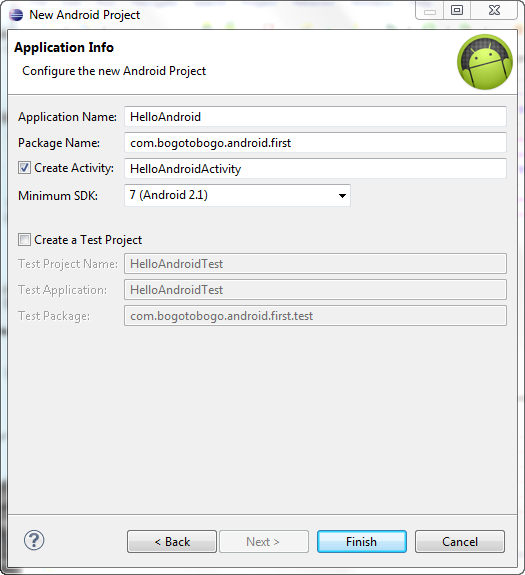 New Android Project
Application Info
Configure the new Android Project
Application Name: HelloAndroid
Package Name: com.bogotobogo.android.first
Create Activity: HelloAndroidActivity
Minimum SDK: 7 (Android 2.1)
Create a Test Project
Test Project Name: HelloAndroidTest
Test Application: HelloAndroidTest
Test Package: com.bogotobogo.android.first.test
? < Back Next > Finish Cancel